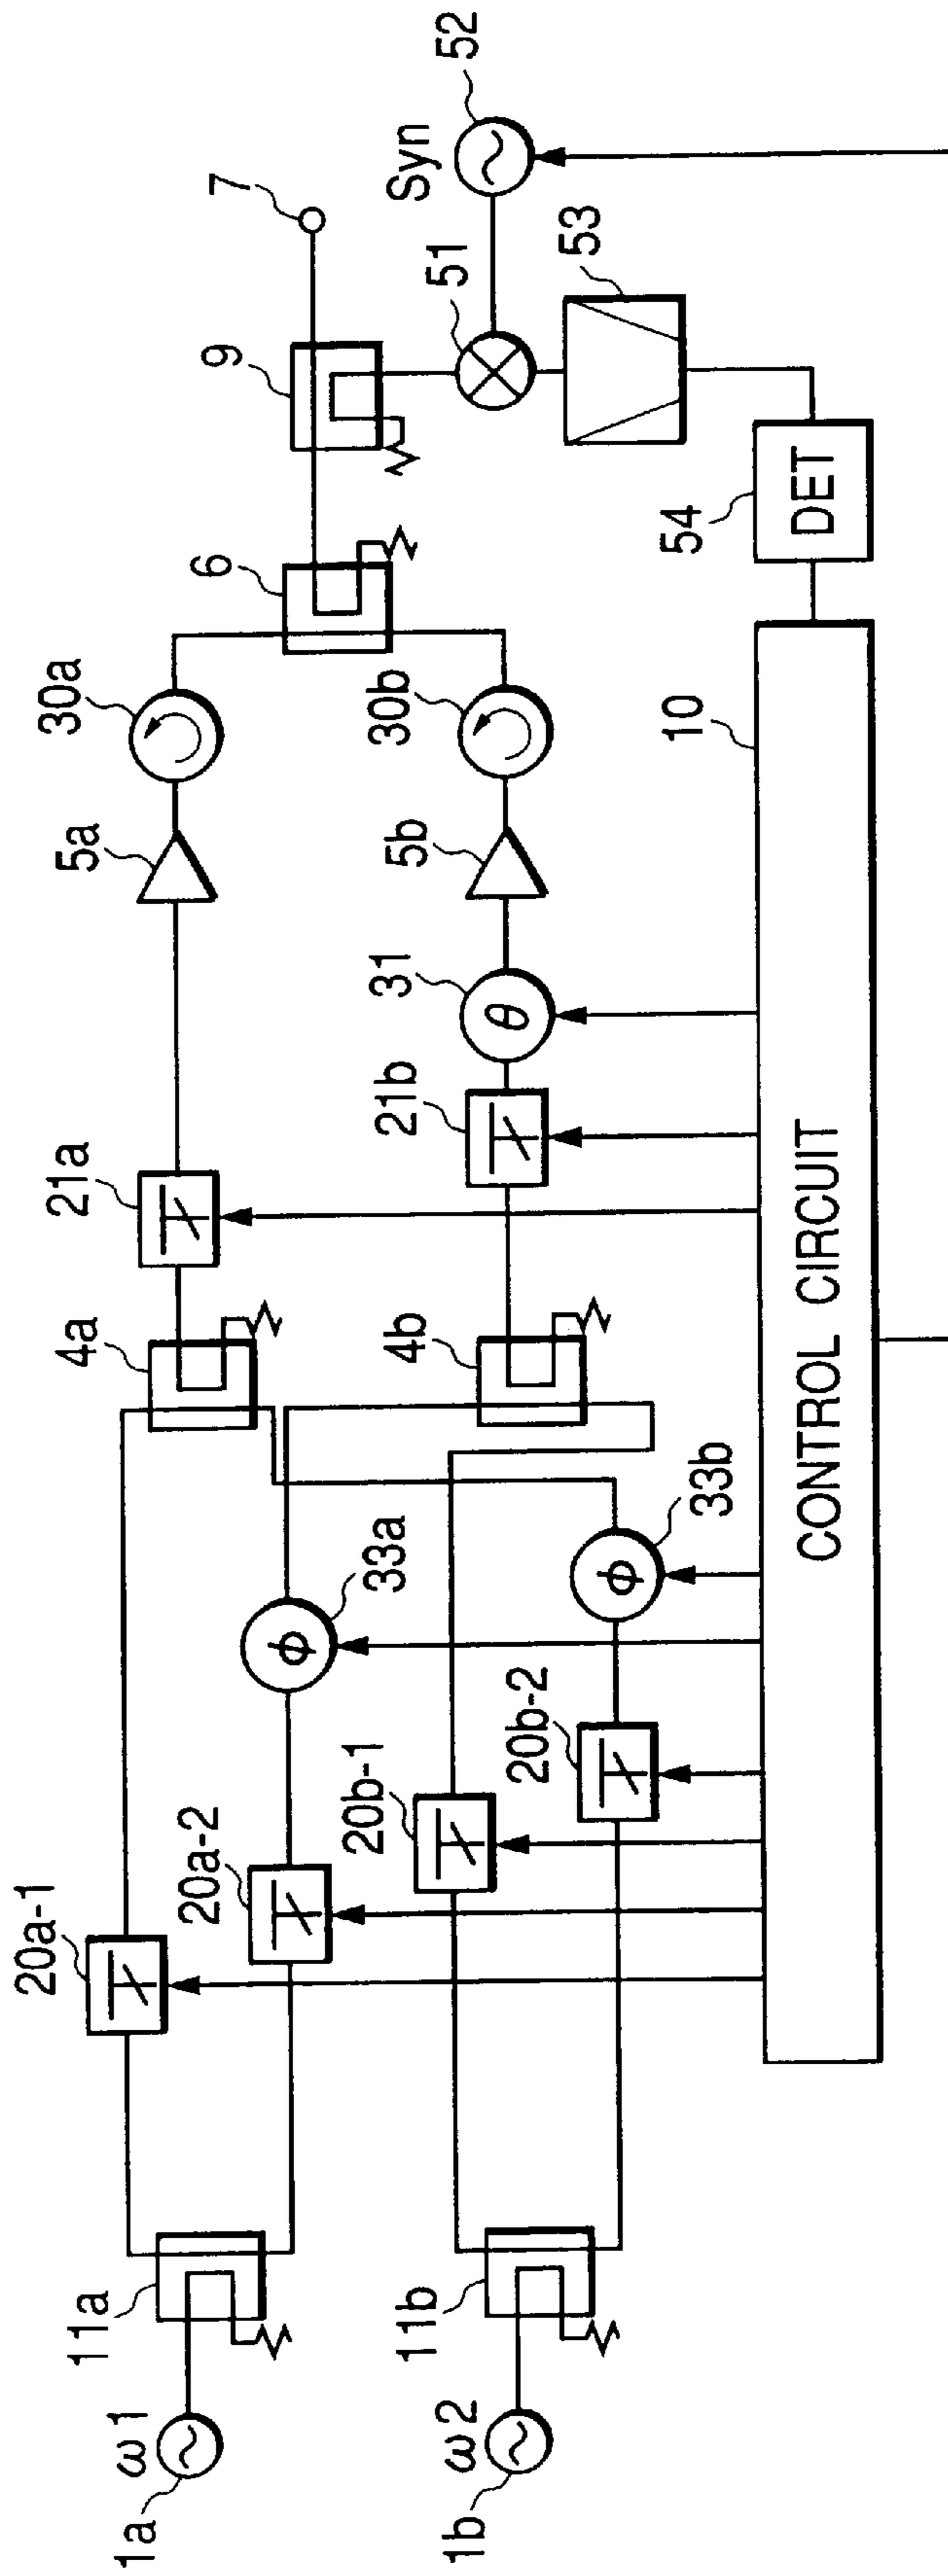 ω1
1a
11a
20a-1
20a-2
ϕ
33a
4a
21a
5a
30a
6
9
7
ω2
1b
11b
20b-1
20b-2
ϕ
33b
4b
21b
θ
31
5b
30b
51
Syn
52
53
54
DET
10
CONTROL CIRCUIT